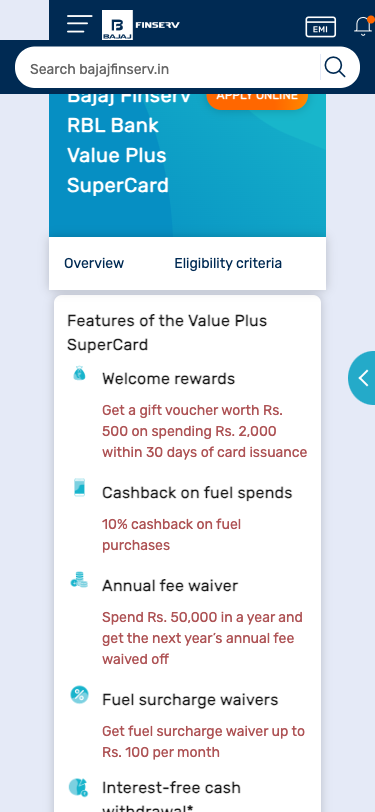 B
BAJAJ
FINSERV
EMI
Search bajajfinserv.in
Bajaj Finserv
APPLY ONLINE
RBL Bank
Value Plus
SuperCard
Overview
Eligibility criteria
Features of the Value Plus
SuperCard
Welcome rewards
Get a gift voucher worth Rs.
500 on spending Rs. 2,000
within 30 days of card issuance
Cashback on fuel spends
10% cashback on fuel
purchases
Annual fee waiver
Spend Rs. 50,000 in a year and
get the next year’s annual fee
waived off
%
Fuel surcharge waivers
Get fuel surcharge waiver up to
Rs. 100 per month
Interest-free cash
withdrawal*